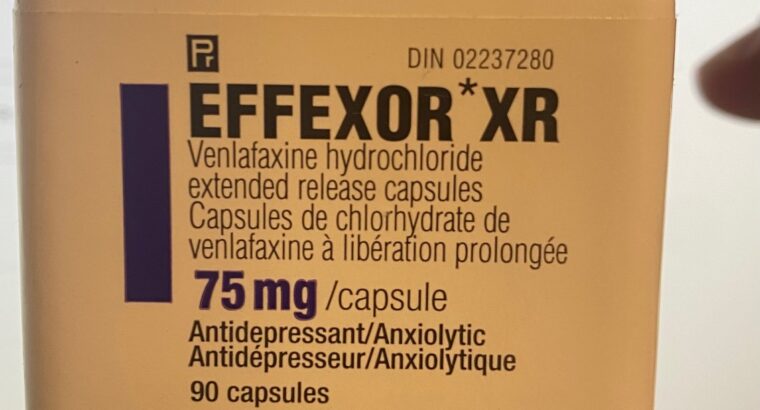 Pr
DIN 02237280
EFFEXOR*XR
Venlafaxine hydrochloride
extended release capsules
Capsules de chlorhydrate de
venlafaxine à libération prolongée
75 mg /capsule
Antidepressant/Anxiolytic
Antidépresseur/Anxiolytique
90 capsules